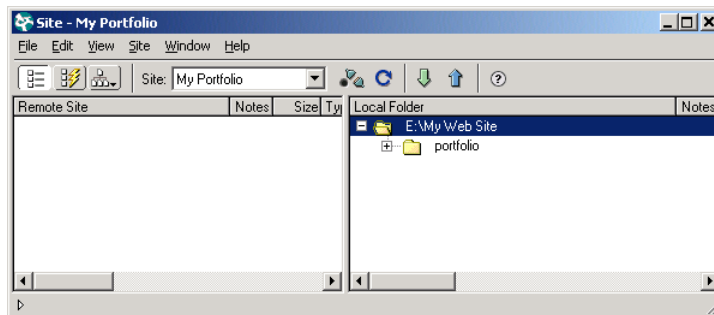 Site - My Portfolio
File Edit View Site Window Help
Site: My Portfolio
Remote Site Notes Size Typ Local Folder Notes
E:\My Web Site
portfolio